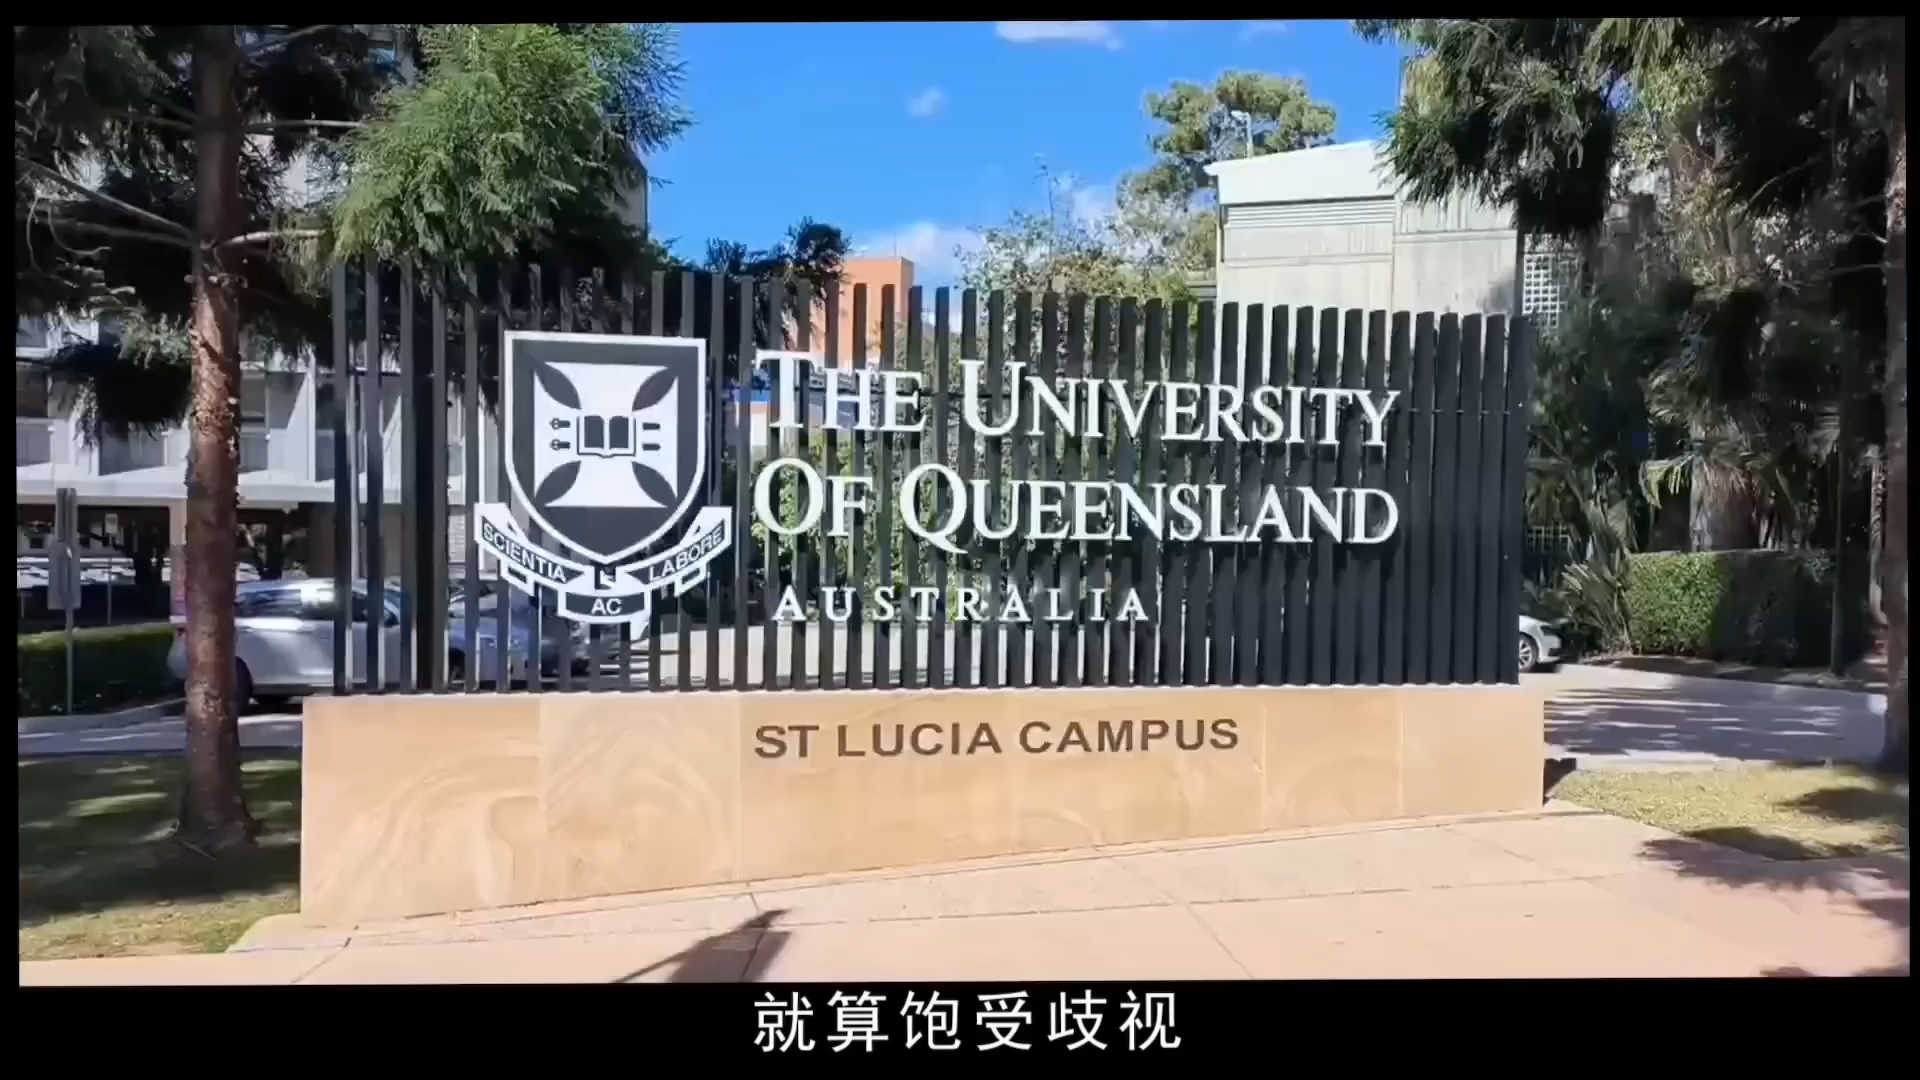 THE UNIVERSITY
OF QUEENSLAND
AUSTRALIA
SCIENTIA
AC
LABORE
ST LUCIA CAMPUS
就算饱受歧视